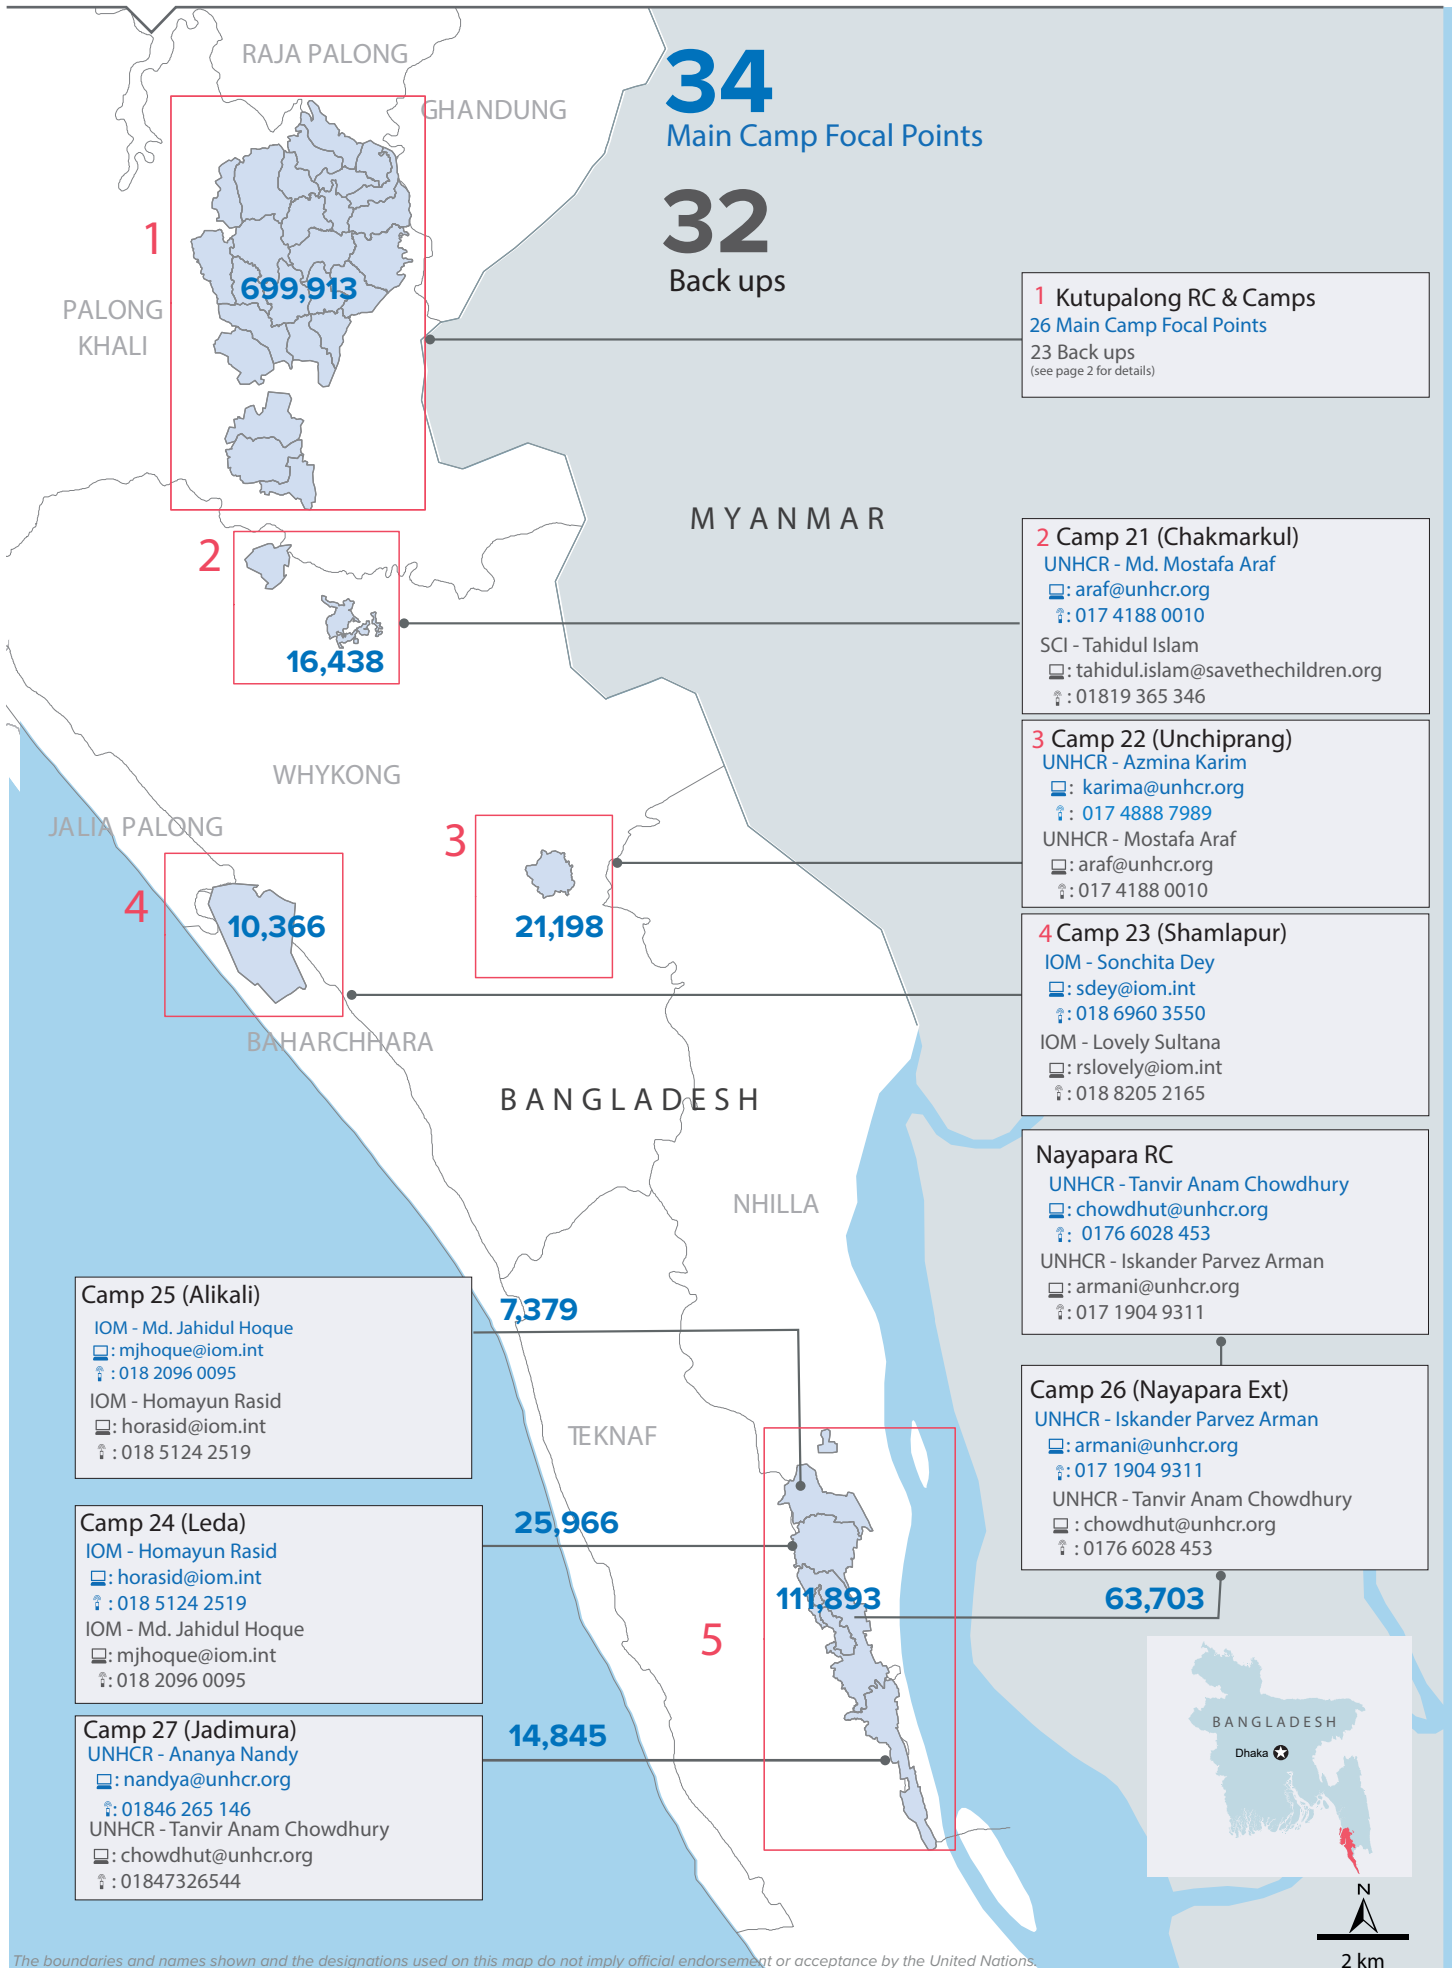 RAJA PALONG
GHANDUNG
34
Main Camp Focal Points
32
Back ups
1
699,913
PALONG
KHALI
1 Kutupalong RC & Camps
26 Main Camp Focal Points
23 Back ups
(see page 2 for details)
MYANMAR
2
16,438
2 Camp 21 (Chakmarkul)
UNHCR - Md. Mostafa Araf
: araf@unhcr.org
: 017 4188 0010
SCI - Tahidul Islam
: tahidul.islam@savethechildren.org
: 01819 365 346
3 Camp 22 (Unchiprang)
UNHCR - Azmina Karim
: karima@unhcr.org
: 017 4888 7989
UNHCR - Mostafa Araf
: araf@unhcr.org
: 017 4188 0010
WHYKONG
JALIA PALONG
3
21,198
4
10,366
BAHARCHHARA
4 Camp 23 (Shamlapur)
IOM - Sonchita Dey
: sdey@iom.int
: 018 6960 3550
IOM - Lovely Sultana
: rslovely@iom.int
: 018 8205 2165
BANGLADESH
NHILLA
Nayapara RC
UNHCR - Tanvir Anam Chowdhury
: chowdhut@unhcr.org
: 0176 6028 453
UNHCR - Iskander Parvez Arman
: armani@unhcr.org
: 017 1904 9311
Camp 25 (Alikali)
IOM - Md. Jahidul Hoque
: mjhoque@iom.int
: 018 2096 0095
IOM - Homayun Rasid
: horasid@iom.int
: 018 5124 2519
7,379
TEKNAF
Camp 26 (Nayapara Ext)
UNHCR - Iskander Parvez Arman
: armani@unhcr.org
: 017 1904 9311
UNHCR - Tanvir Anam Chowdhury
: chowdhut@unhcr.org
: 0176 6028 453
Camp 24 (Leda)
IOM - Homayun Rasid
: horasid@iom.int
: 018 5124 2519
IOM - Md. Jahidul Hoque
: mjhoque@iom.int
: 018 2096 0095
25,966
111,893
63,703
5
Camp 27 (Jadimura)
UNHCR - Ananya Nandy
: nandya@unhcr.org
: 01846 265 146
UNHCR - Tanvir Anam Chowdhury
: chowdhut@unhcr.org
: 01847326544
14,845
BANGLADESH
Dhaka
N
2 km
The boundaries and names shown and the designations used on this map do not imply official endorsement or acceptance by the United Nations.